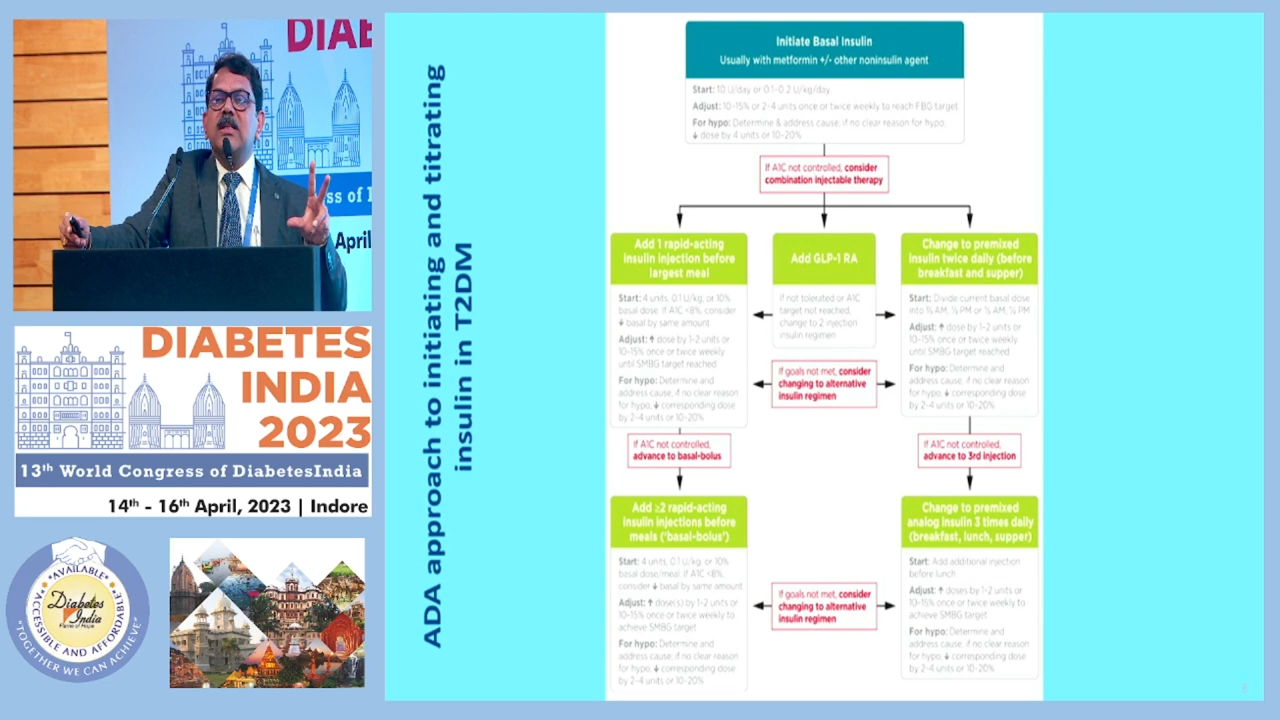 DIAB
ss of I
April
DIABETES
INDIA
2023
13th World Congress of DiabetesIndia
14th - 16th April, 2023 | Indore
"AVAILABLE"
ACCESSIBLE AND AFFORDABLE
Diabetes
India
"TOGETHER WE CAN ACHIEVE"
ADA approach to initiating and titrating
insulin in T2DM
Initiate Basal Insulin
Usually with metformin +/- other noninsulin agent
Start: 10 U/day or 0.1-0.2 U/kg/day
Adjust: 10-15% or 2-4 units once or twice weekly to reach FBG target
For hypo: Determine & address cause; if no clear reason for hypo,
↓ dose by 4 units or 10-20%
If A1C not controlled, consider
combination injectable therapy
Add 1 rapid-acting
insulin injection before
largest meal
Start: 4 units, 0.1 U/kg, or 10%
basal dose. If A1C <8%, consider
↓ basal by same amount
Adjust: ↑ dose by 1-2 units or
10-15% once or twice weekly
until SMBG target reached
For hypo: Determine and
address cause; if no clear reason
for hypo, ↓ corresponding dose
by 2-4 units or 10-20%
Add GLP-1 RA
If not tolerated or A1C
target not reached,
change to 2 injection
insulin regimen
If goals not met, consider
changing to alternative
insulin regimen
Change to premixed
insulin twice daily (before
breakfast and supper)
Start: Divide current basal dose
into ⅔ AM, ⅓ PM or ½ AM, ½ PM
Adjust: ↑ dose by 1-2 units or
10-15% once or twice weekly
until SMBG target reached
For hypo: Determine and
address cause; if no clear reason
for hypo, ↓ corresponding dose
by 2-4 units or 10-20%
If A1C not controlled,
advance to basal-bolus
If A1C not controlled,
advance to 3rd injection
Add ≥2 rapid-acting
insulin injections before
meals ('basal-bolus')
Start: 4 units, 0.1 U/kg, or 10%
basal dose/meal. If A1C <8%,
consider ↓ basal by same amount
Adjust: ↑ dose(s) by 1-2 units or
10-15% once or twice weekly to
achieve SMBG target
For hypo: Determine and
address cause; if no clear reason
for hypo, ↓ corresponding dose
by 2-4 units or 10-20%
If goals not met, consider
changing to alternative
insulin regimen
Change to premixed
analog insulin 3 times daily
(breakfast, lunch, supper)
Start: Add additional injection
before lunch
Adjust: ↑ doses by 1-2 units or
10-15% once or twice weekly to
achieve SMBG target
For hypo: Determine and
address cause; if no clear reason
for hypo, ↓ corresponding dose
by 2-4 units or 10-20%